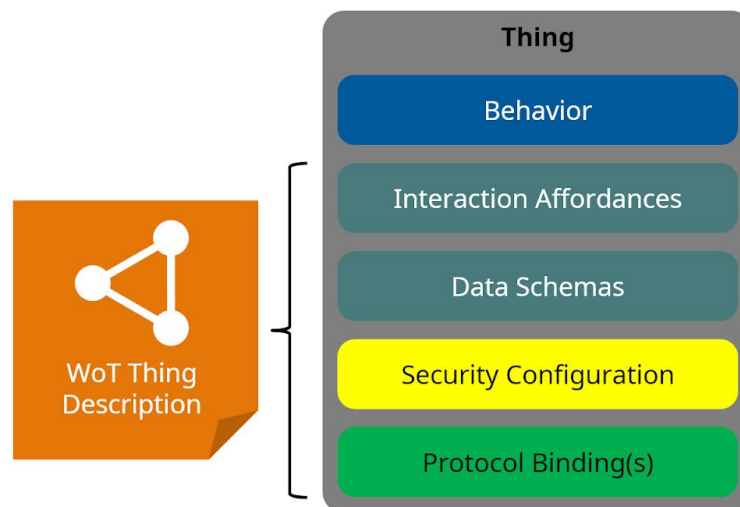 Thing
Behavior
Interaction Affordances
Data Schemas
Security Configuration
Protocol Binding(s)
WoT Thing
Description